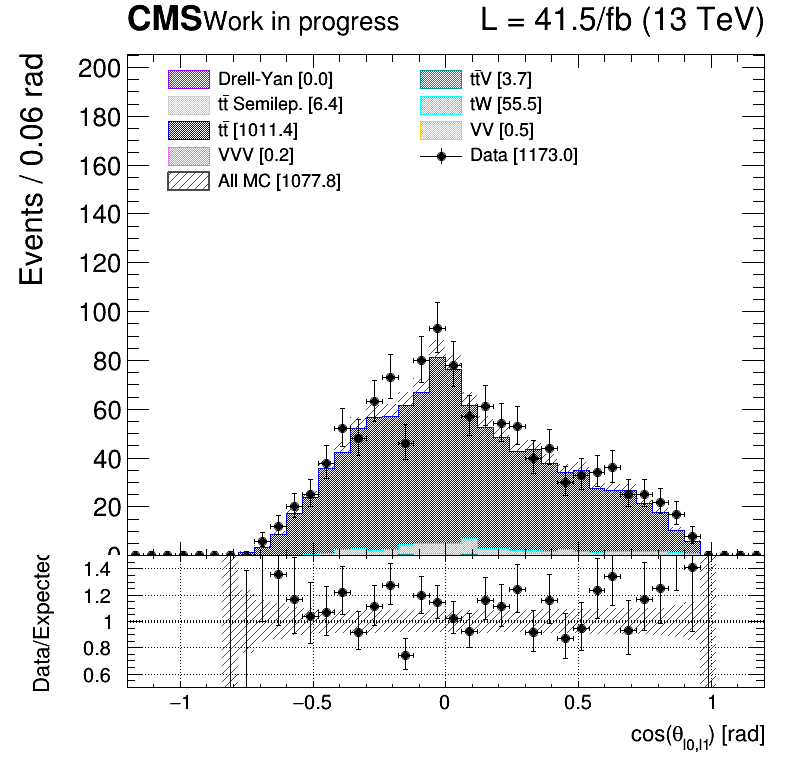 CMS Work in progress L = 41.5/fb (13 TeV)
Events / 0.06 rad
200
180
160
140
120
100
80
60
40
20
0
Drell-Yan [0.0]
tt̄ Semilep. [6.4]
tt̄ [1011.4]
VVV [0.2]
All MC [1077.8]
tt̄V [3.7]
tW [55.5]
VV [0.5]
Data [1173.0]
Data/Expected
1.4
1.2
1
0.8
0.6
−1 −0.5 0 0.5 1
cos(θl0,l1) [rad]